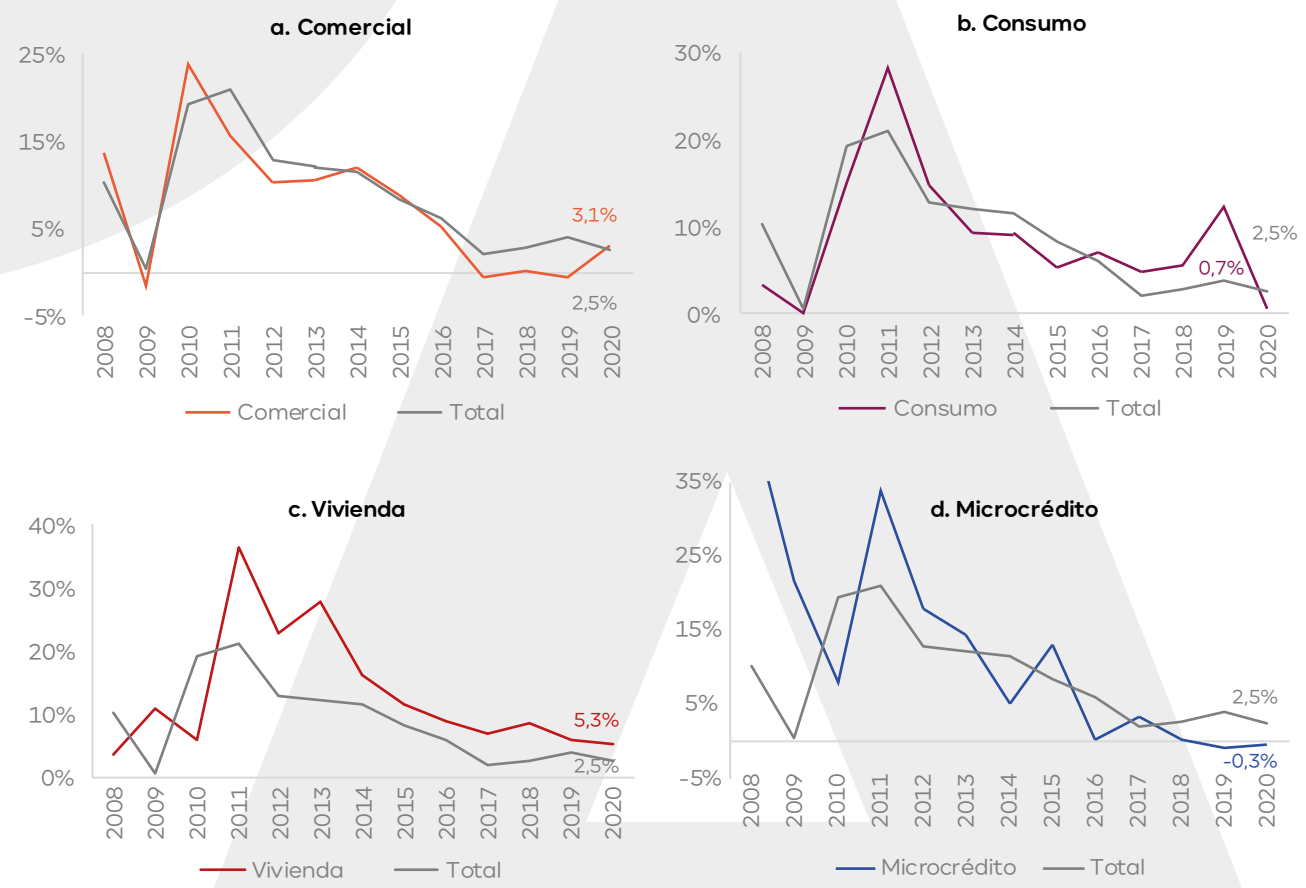 a. Comercial
25%
15%
5%
-5%
3,1%
2,5%
2008 2009 2010 2011 2012 2013 2014 2015 2016 2017 2018 2019 2020
Comercial Total
b. Consumo
30%
20%
10%
0%
2,5%
0,7%
2008 2009 2010 2011 2012 2013 2014 2015 2016 2017 2018 2019 2020
Consumo Total
c. Vivienda
40%
30%
20%
10%
0%
5,3%
2,5%
2008 2009 2010 2011 2012 2013 2014 2015 2016 2017 2018 2019 2020
Vivienda Total
d. Microcrédito
35%
25%
15%
5%
-5%
2,5%
-0,3%
2008 2009 2010 2011 2012 2013 2014 2015 2016 2017 2018 2019 2020
Microcrédito Total